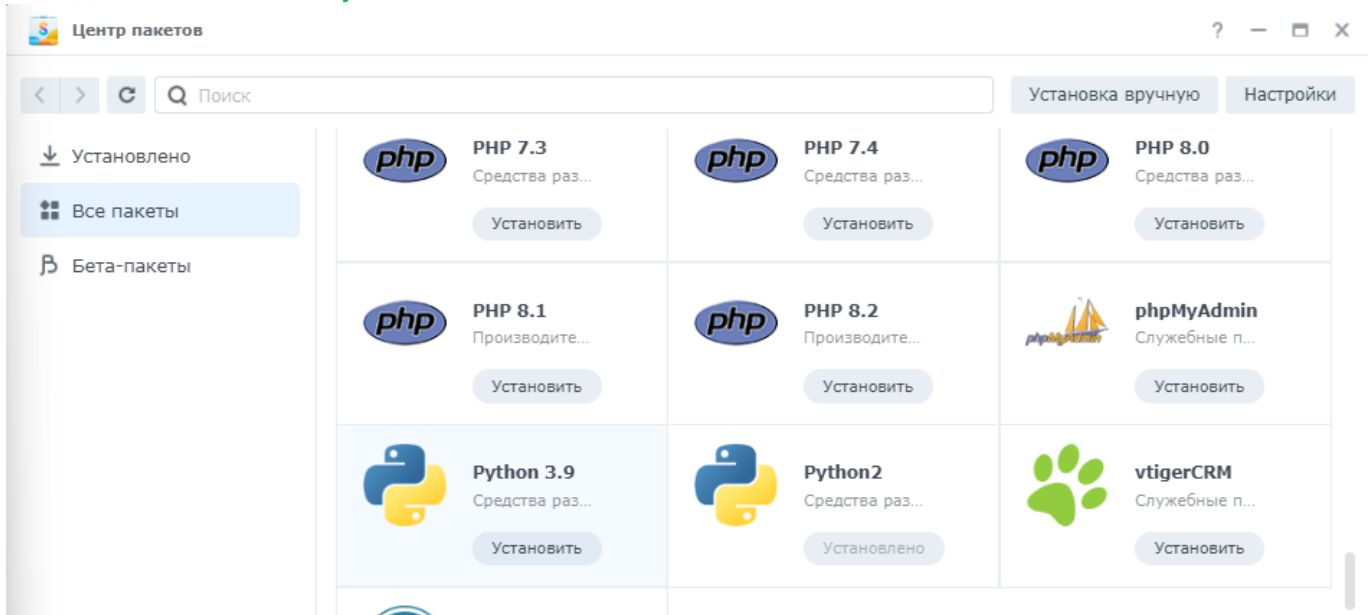 Центр пакетов
Поиск
Установка вручную
Настройки
Установлено
Все пакеты
Бета-пакеты
php
PHP 7.3
Средства раз...
Установить
php
PHP 7.4
Средства раз...
Установить
php
PHP 8.0
Средства раз...
Установить
php
PHP 8.1
Производите...
Установить
php
PHP 8.2
Производите...
Установить
phpMyAdmin
phpMyAdmin
Служебные п...
Установить
Python 3.9
Средства раз...
Установить
Python2
Средства раз...
Установлено
vtigerCRM
Служебные п...
Установить